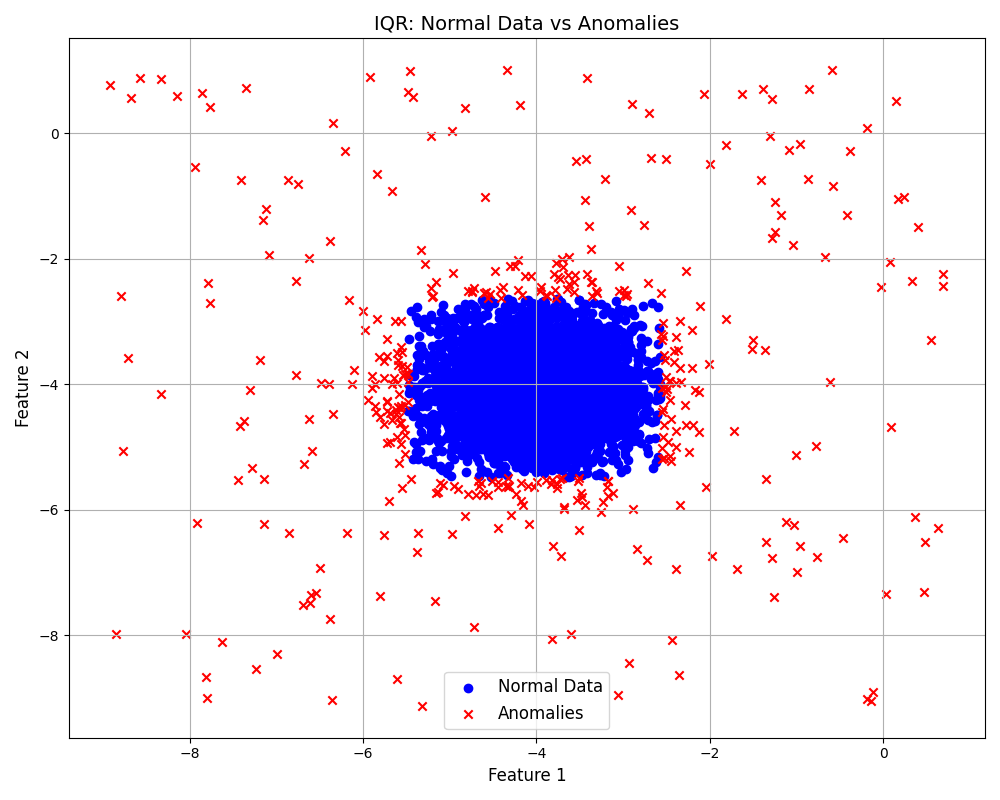 IQR: Normal Data vs Anomalies
Feature 2
0
−2
−4
−6
−8
Normal Data
Anomalies
−8 −6 −4 −2 0
Feature 1